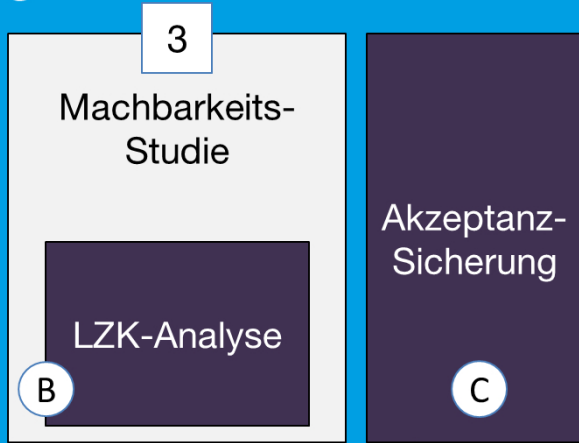 3
Machbarkeits-
Studie
LZK-Analyse
B
Akzeptanz-
Sicherung
C